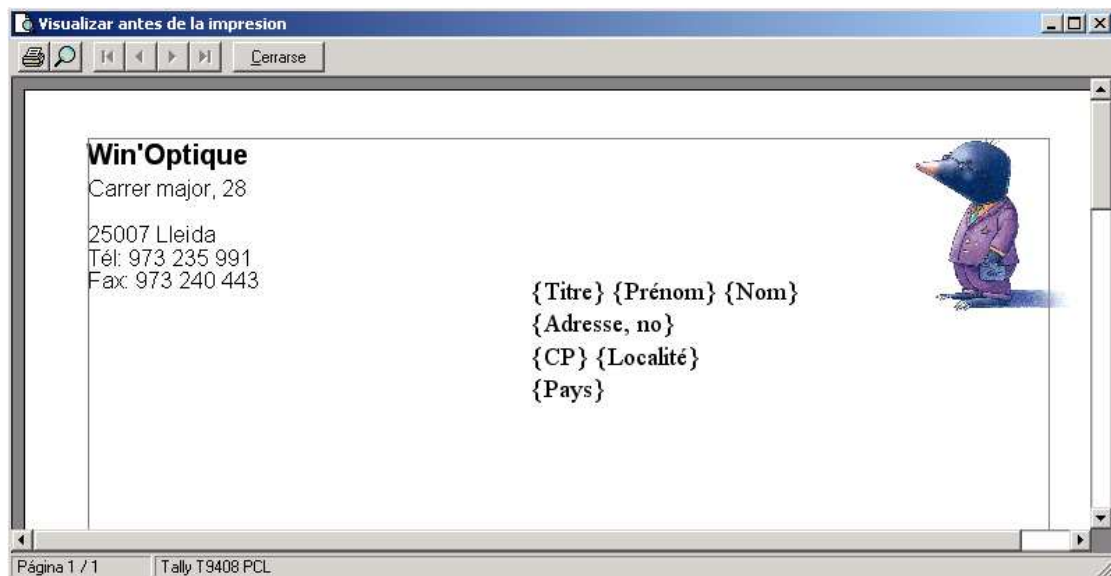 Visualizar antes de la impresion
Cerrarse
Win'Optique
Carrer major, 28
25007 Lleida
Tél: 973 235 991
Fax: 973 240 443
{Titre} {Prénom} {Nom}
{Adresse, no}
{CP} {Localité}
{Pays}
Página 1 / 1 Tally T9408 PCL